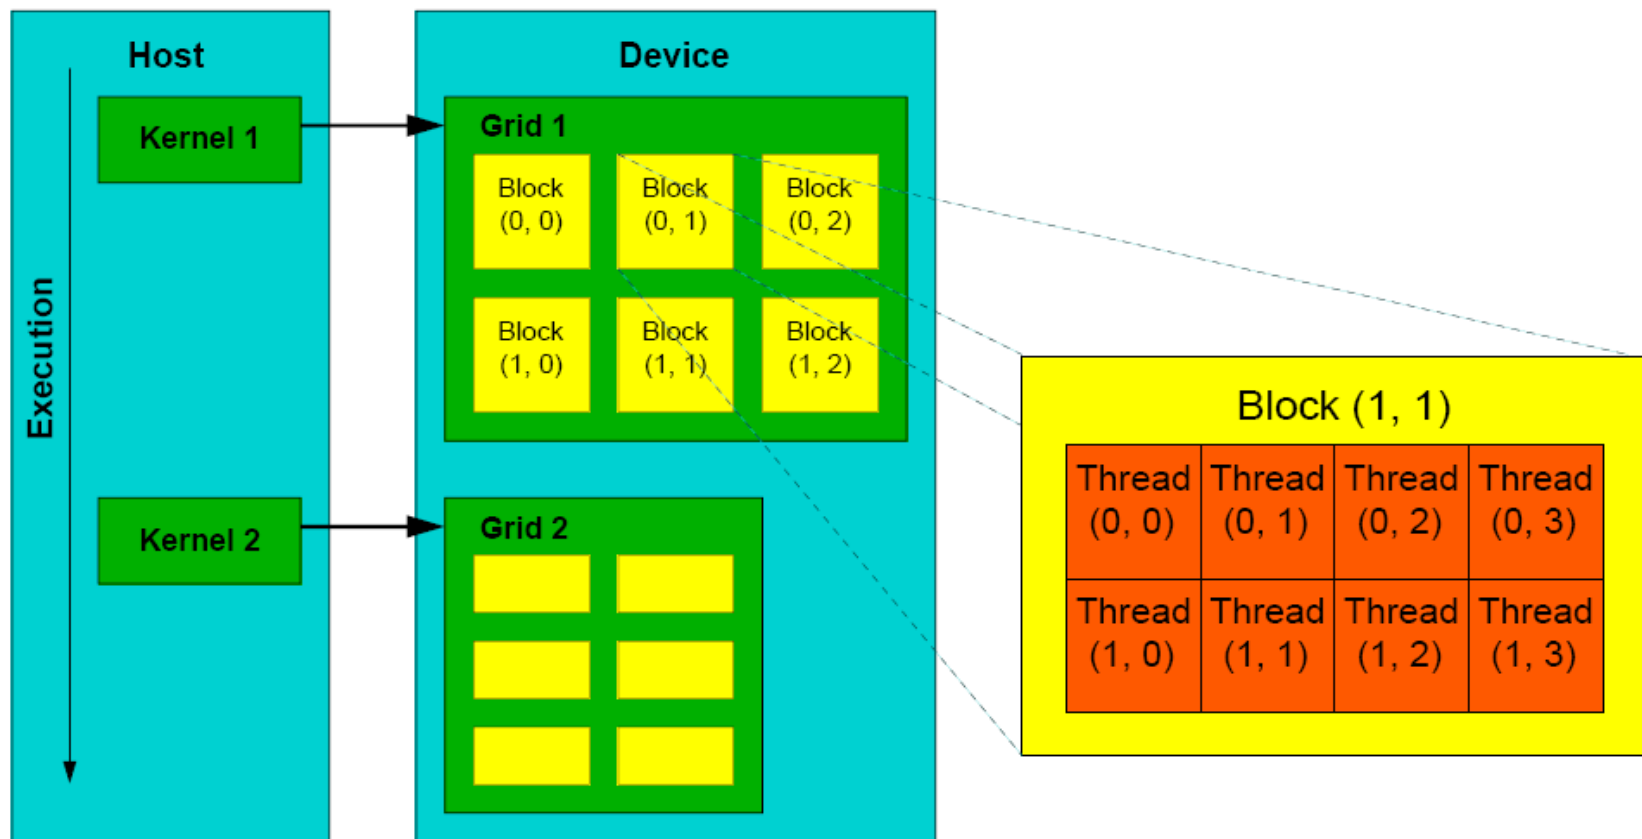 Host
Device
Execution
Kernel 1
Grid 1
Block
(0, 0)
Block
(0, 1)
Block
(0, 2)
Block
(1, 0)
Block
(1, 1)
Block
(1, 2)
Kernel 2
Grid 2
Block (1, 1)
Thread
(0, 0)
Thread
(0, 1)
Thread
(0, 2)
Thread
(0, 3)
Thread
(1, 0)
Thread
(1, 1)
Thread
(1, 2)
Thread
(1, 3)